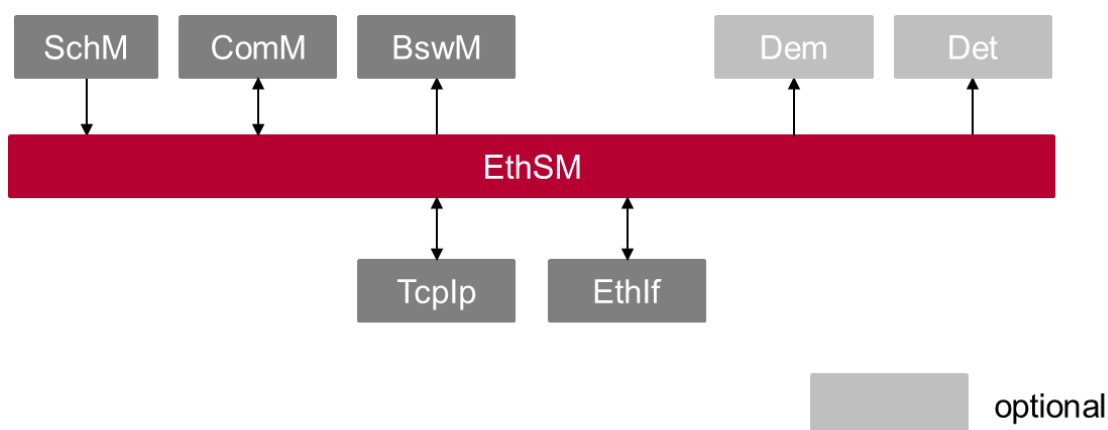 SchM
ComM
BswM
Dem
Det
EthSM
TcpIp
EthIf
optional